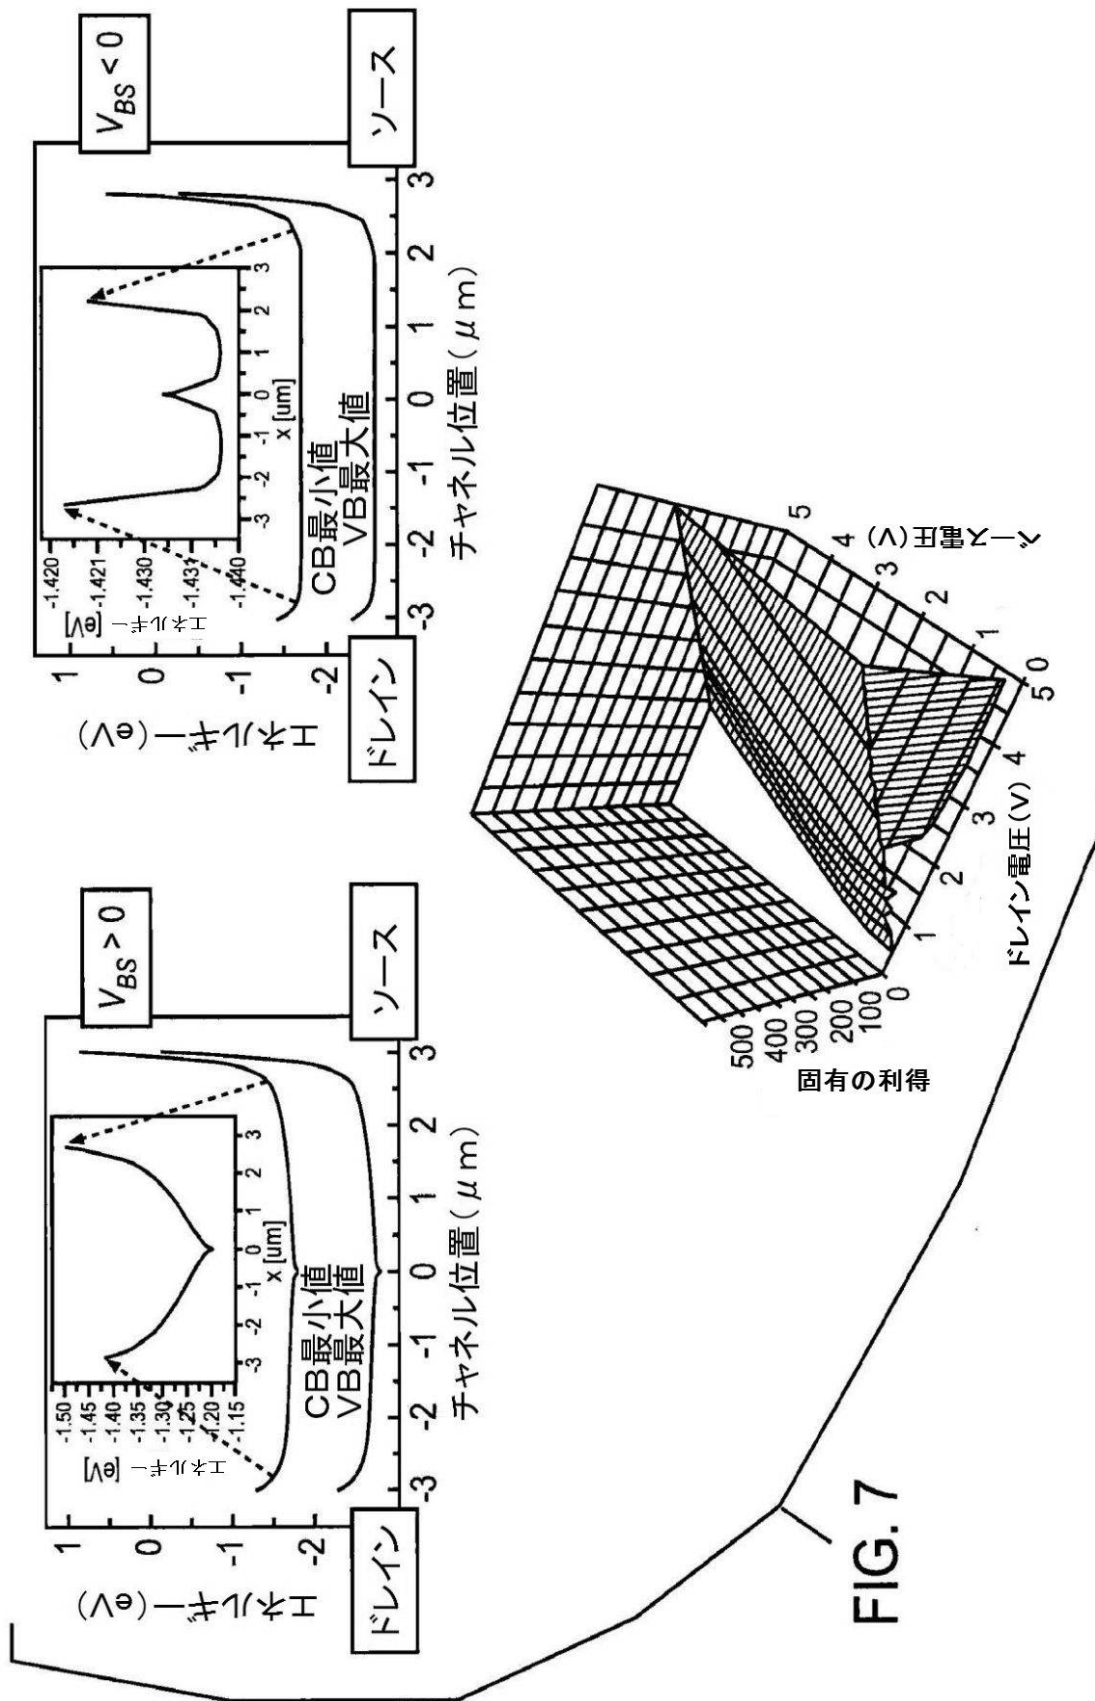 エネルギー(eV)
1
0
-1
-2
ドレイン
ソース
V_BS > 0
-3 -2 -1 0 1 2 3
チャネル位置(μm)
CB最小値
VB最大値
エネルギー [eV]
-1.50
-1.45
-1.40
-1.35
-1.30
-1.25
-1.20
-1.15
-3 -2 -1 0 1 2 3
x [um]
エネルギー(eV)
1
0
-1
-2
ドレイン
ソース
V_BS < 0
-3 -2 -1 0 1 2 3
チャネル位置(μm)
CB最小値
VB最大値
エネルギー [eV]
-1.420
-1.421
-1.430
-1.431
-1.440
-3 -2 -1 0 1 2 3
x [um]
固有の利得
500
400
300
200
100
0
ドレイン電圧(V)
1 2 3 4 5
ベース電圧(V)
0 1 2 3 4 5
FIG. 7